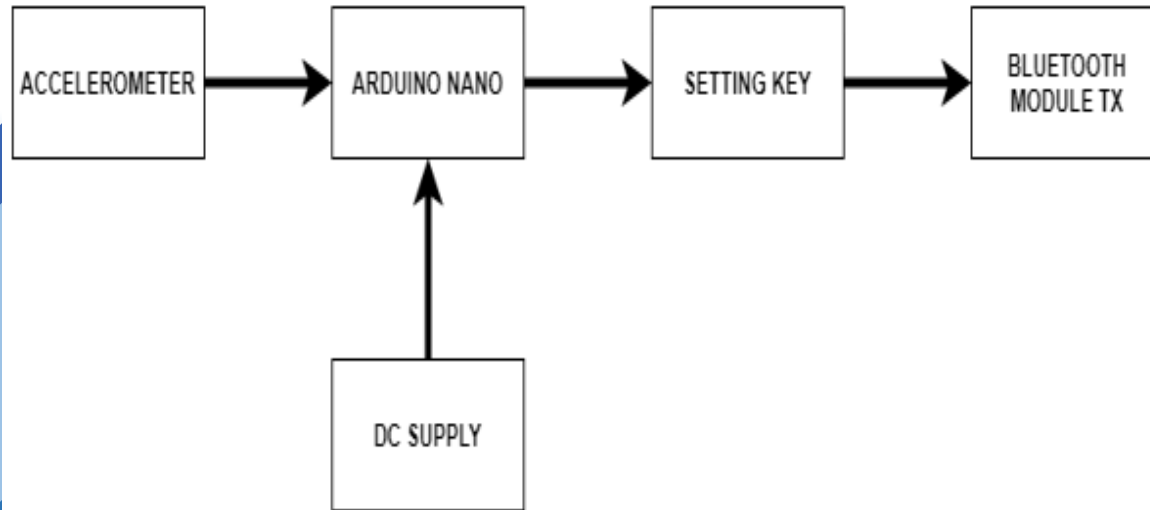 ACCELEROMETER
ARDUINO NANO
SETTING KEY
BLUETOOTH
MODULE TX
DC SUPPLY